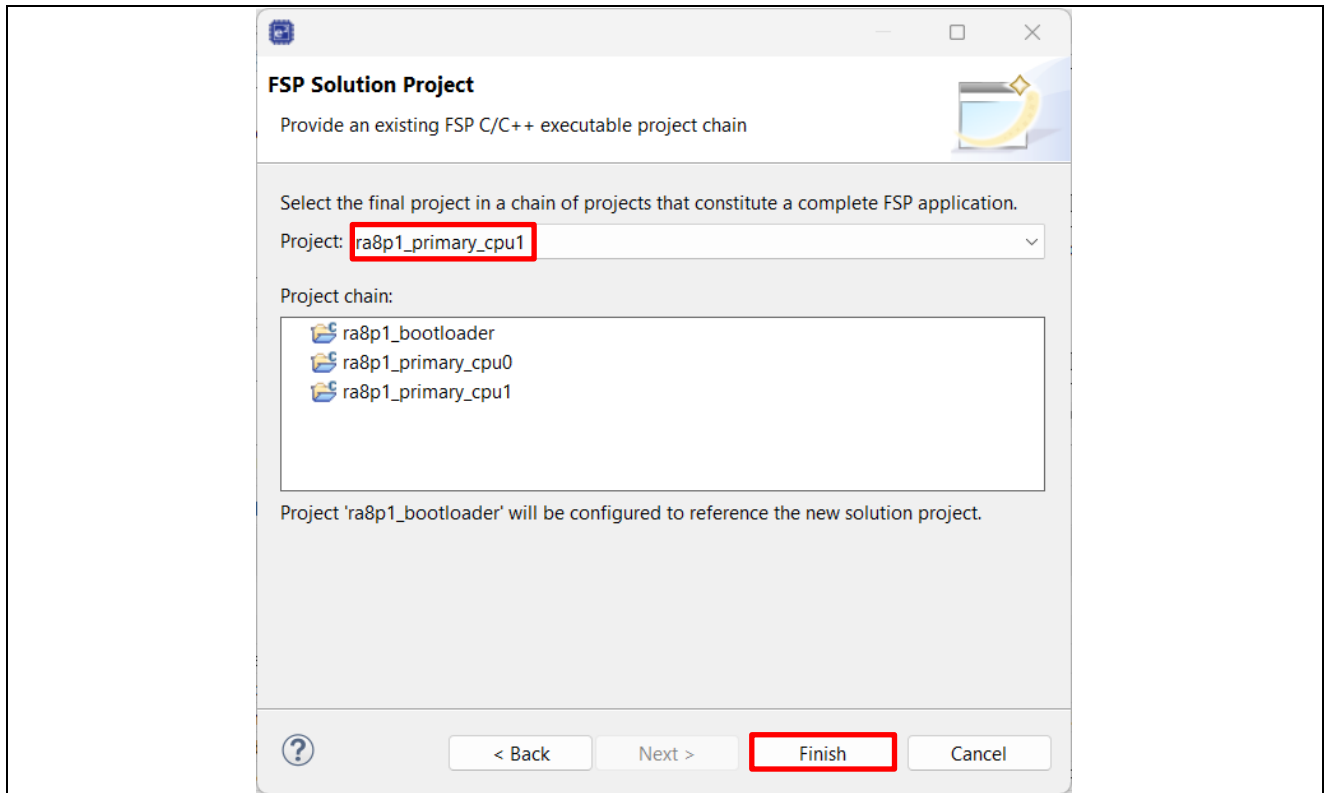 FSP Solution Project
Provide an existing FSP C/C++ executable project chain
Select the final project in a chain of projects that constitute a complete FSP application.
Project: ra8p1_primary_cpu1
Project chain:
ra8p1_bootloader
ra8p1_primary_cpu0
ra8p1_primary_cpu1
Project 'ra8p1_bootloader' will be configured to reference the new solution project.
? < Back Next > Finish Cancel